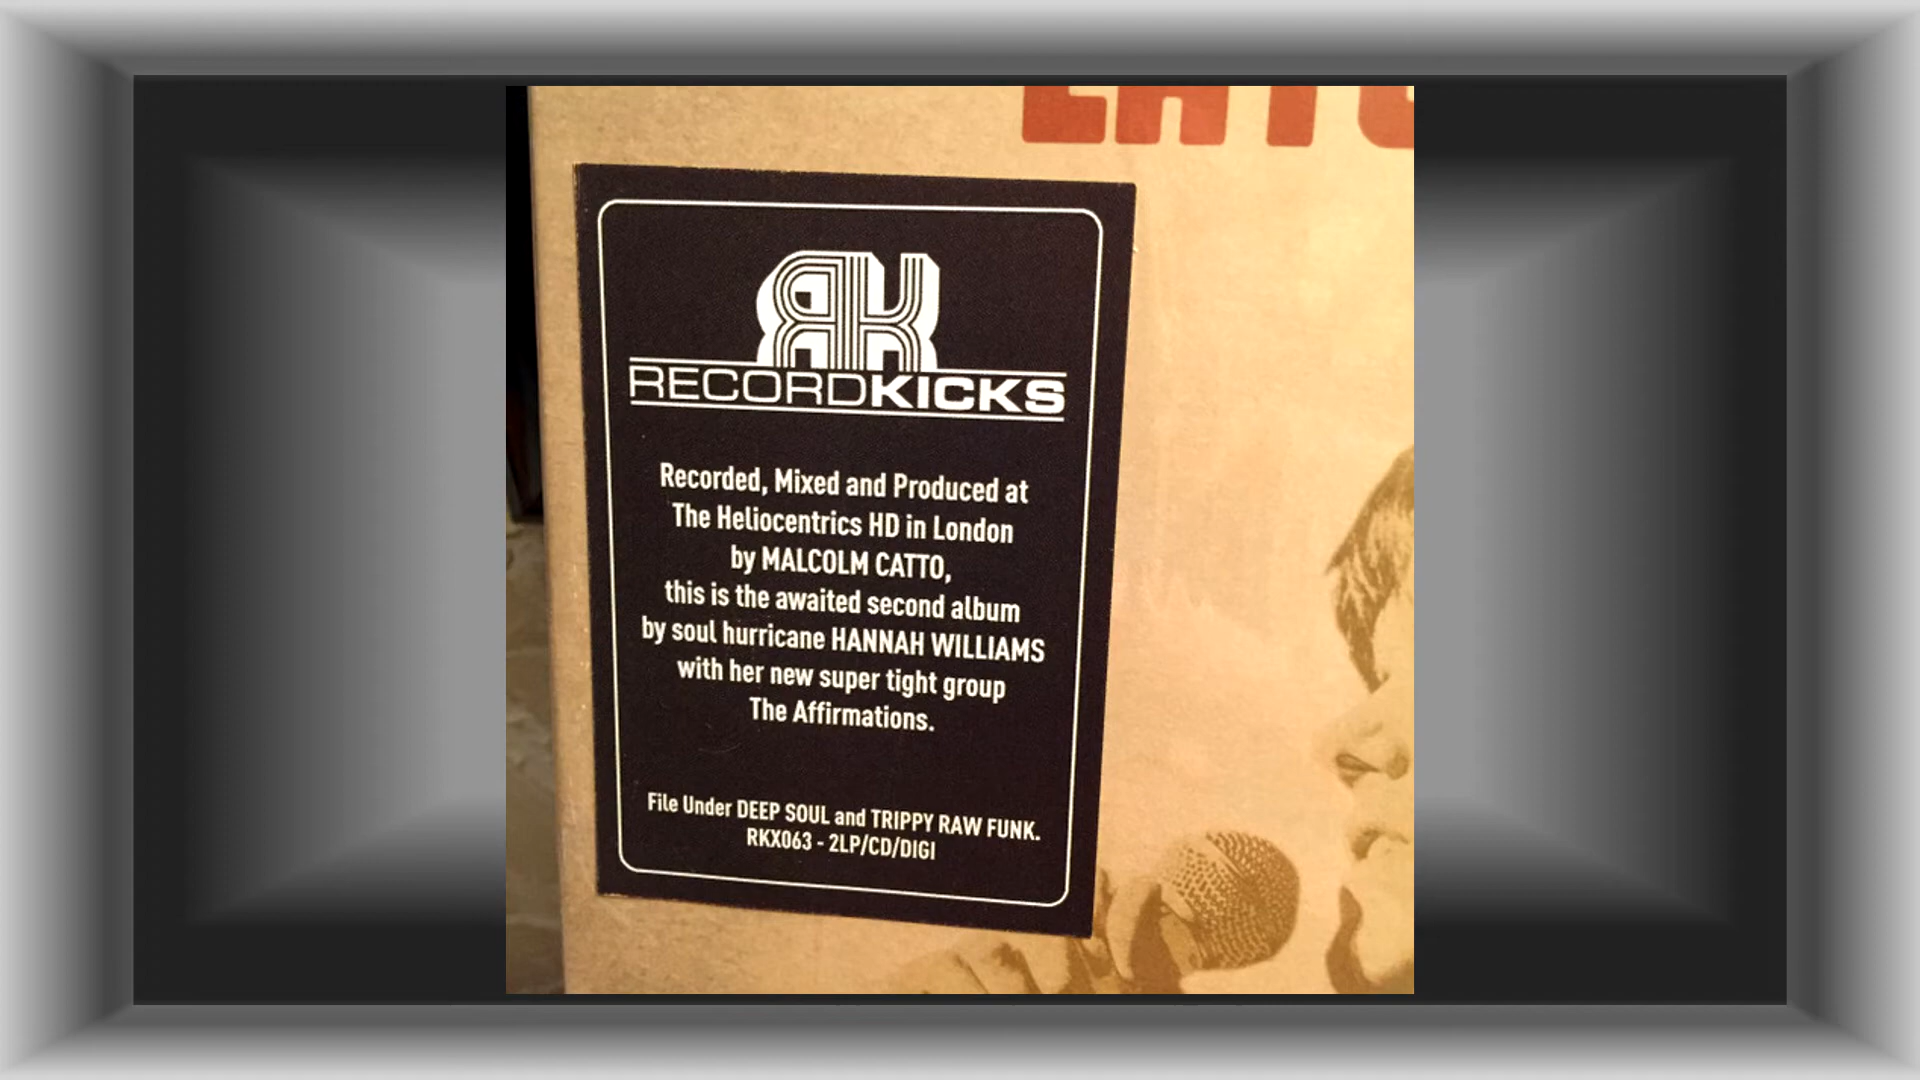 RECORDKICKS
Recorded, Mixed and Produced at
The Heliocentrics HD in London
by MALCOLM CATTO,
this is the awaited second album
by soul hurricane HANNAH WILLIAMS
with her new super tight group
The Affirmations.
File Under DEEP SOUL and TRIPPY RAW FUNK.
RKX063 - 2LP/CD/DIGI